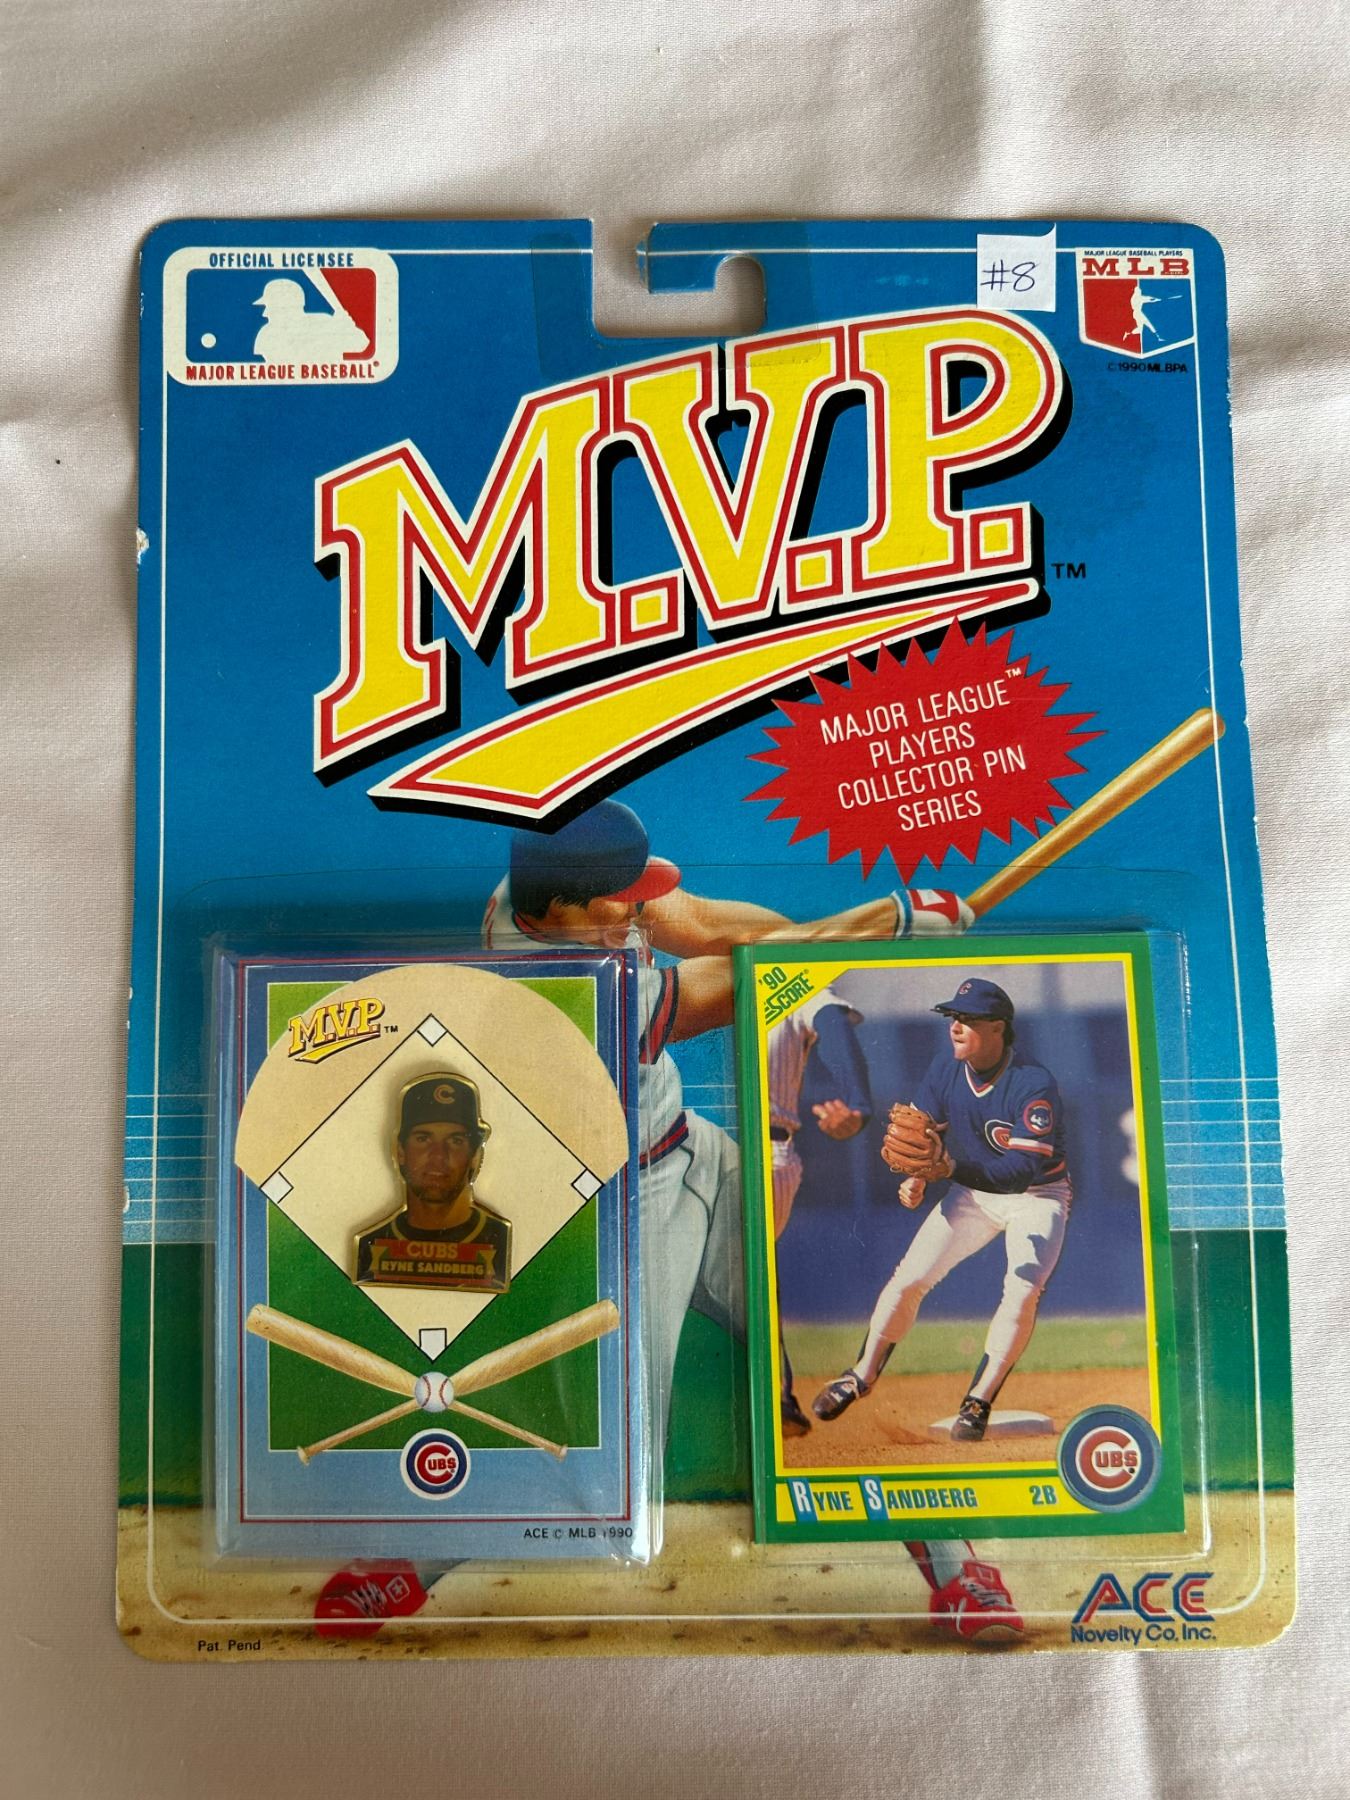 OFFICIAL LICENSEE
MAJOR LEAGUE BASEBALL®
#8
MAJOR LEAGUE BASEBALL PLAYERS
MLB
©1990 MLBPA
M.V.P.
TM
MAJOR LEAGUE™
PLAYERS
COLLECTOR PIN
SERIES
M.V.P.™
C
CUBS
RYNE SANDBERG
CUBS
ACE © MLB 1990
'90
SCORE®
C
CUBS
RYNE SANDBERG 2B
Pat. Pend.
ACE
Novelty Co., Inc.